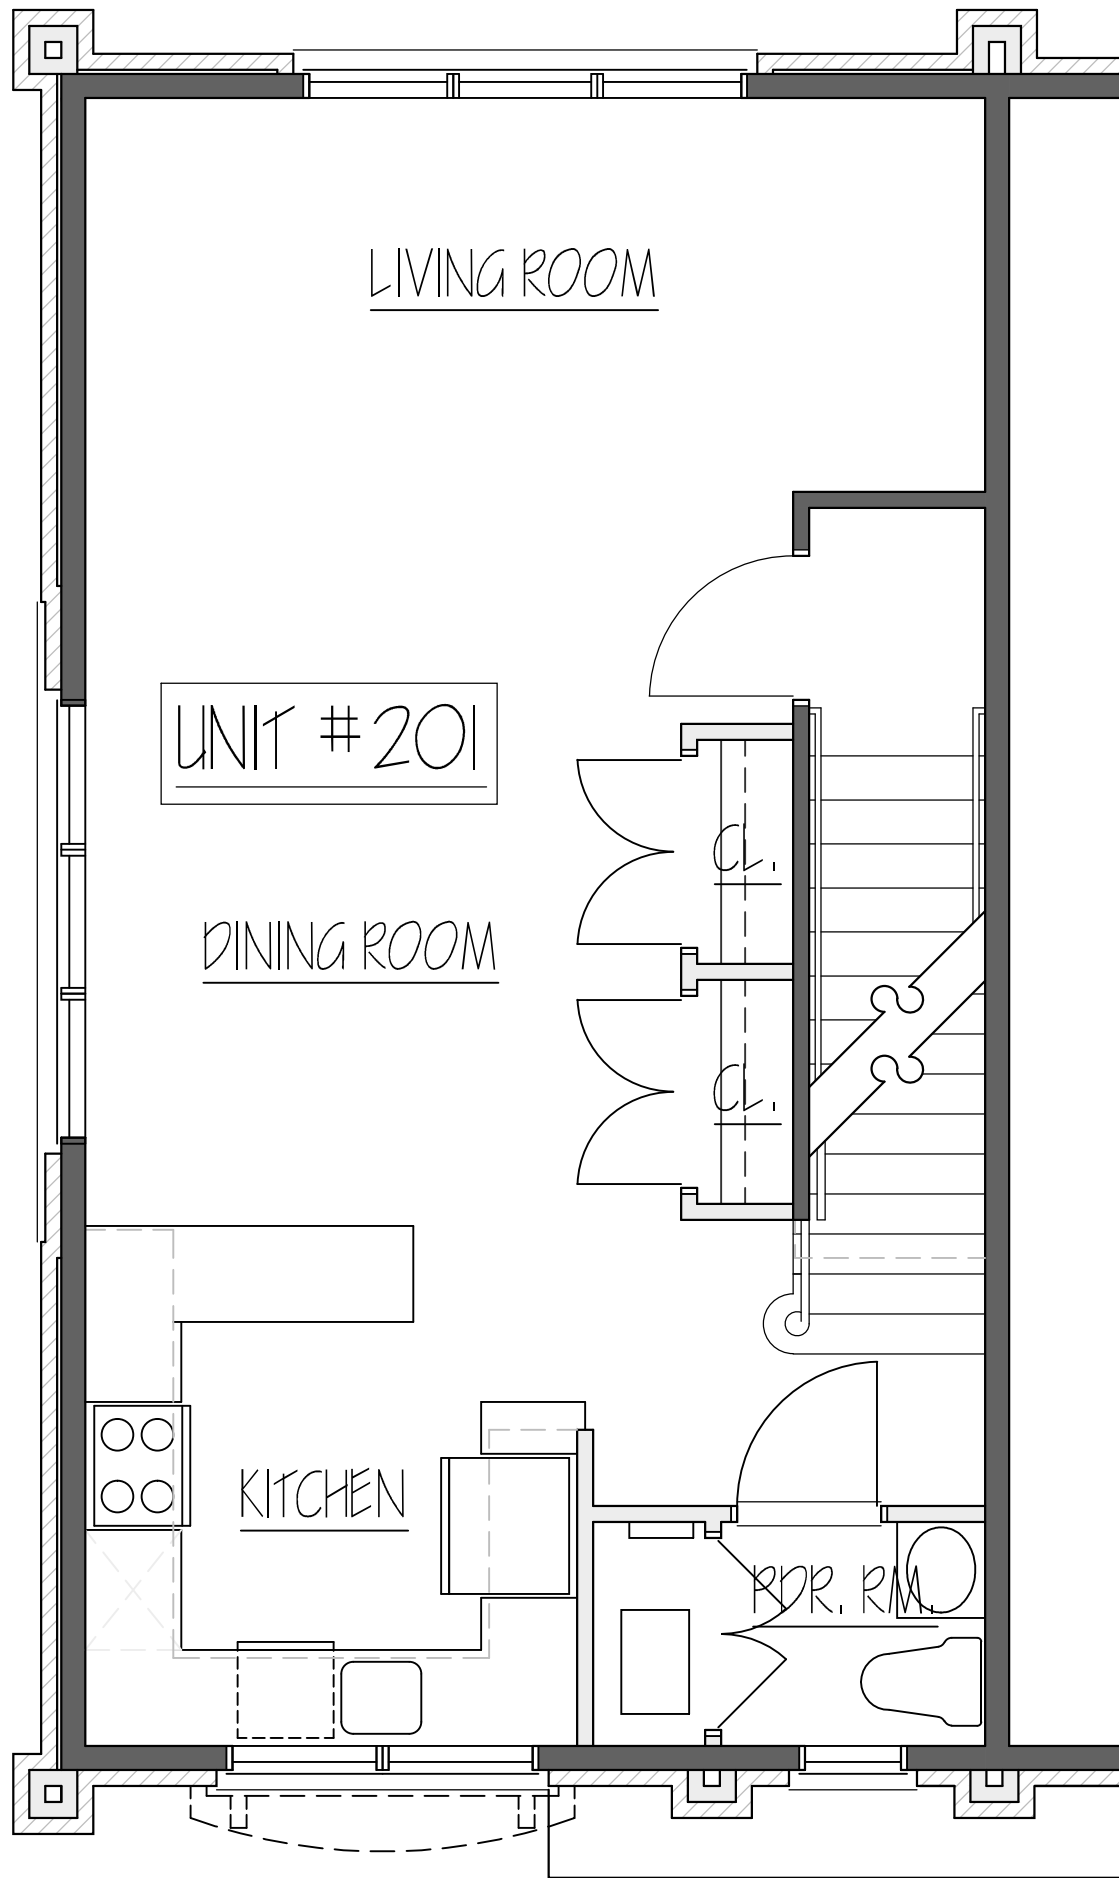 LIVING ROOM
UNIT #201
CL.
DINING ROOM
CL.
KITCHEN
PDR. RM.